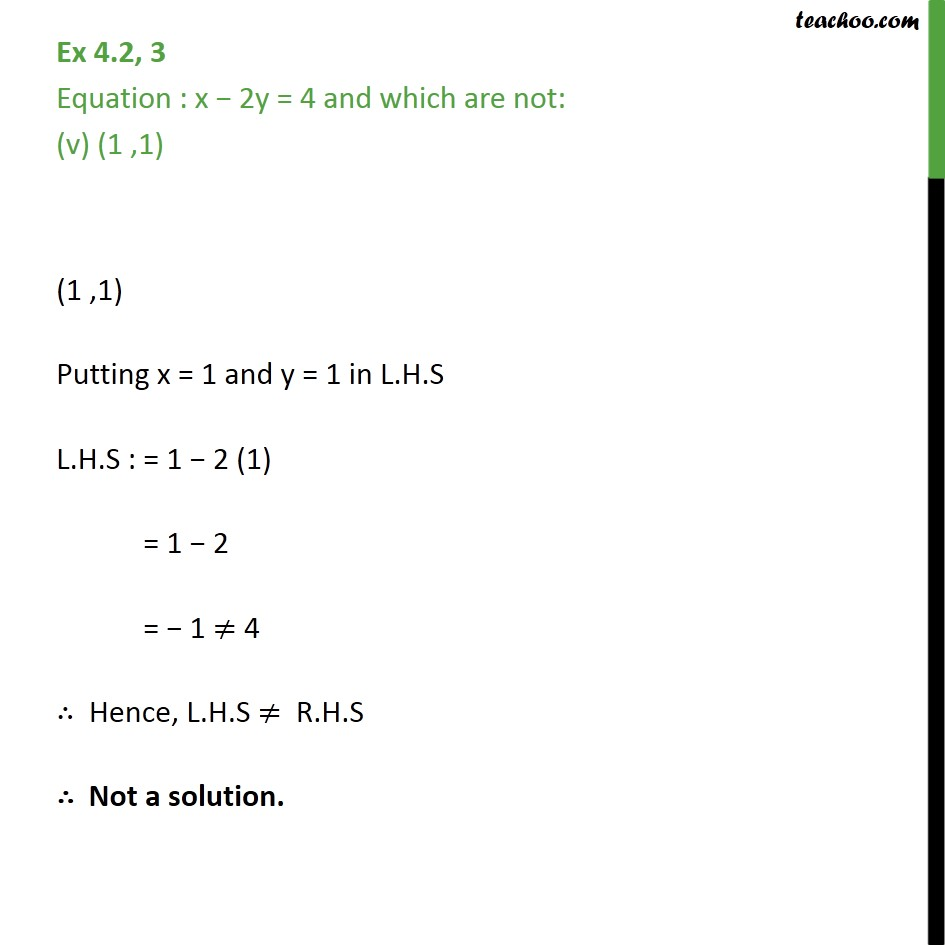 teachoo.com
Ex 4.2, 3
Equation : x − 2y = 4 and which are not:
(v) (1 ,1)
(1 ,1)
Putting x = 1 and y = 1 in L.H.S
L.H.S : = 1 − 2 (1)
= 1 − 2
= − 1 ≠ 4
∴ Hence, L.H.S ≠ R.H.S
∴ Not a solution.